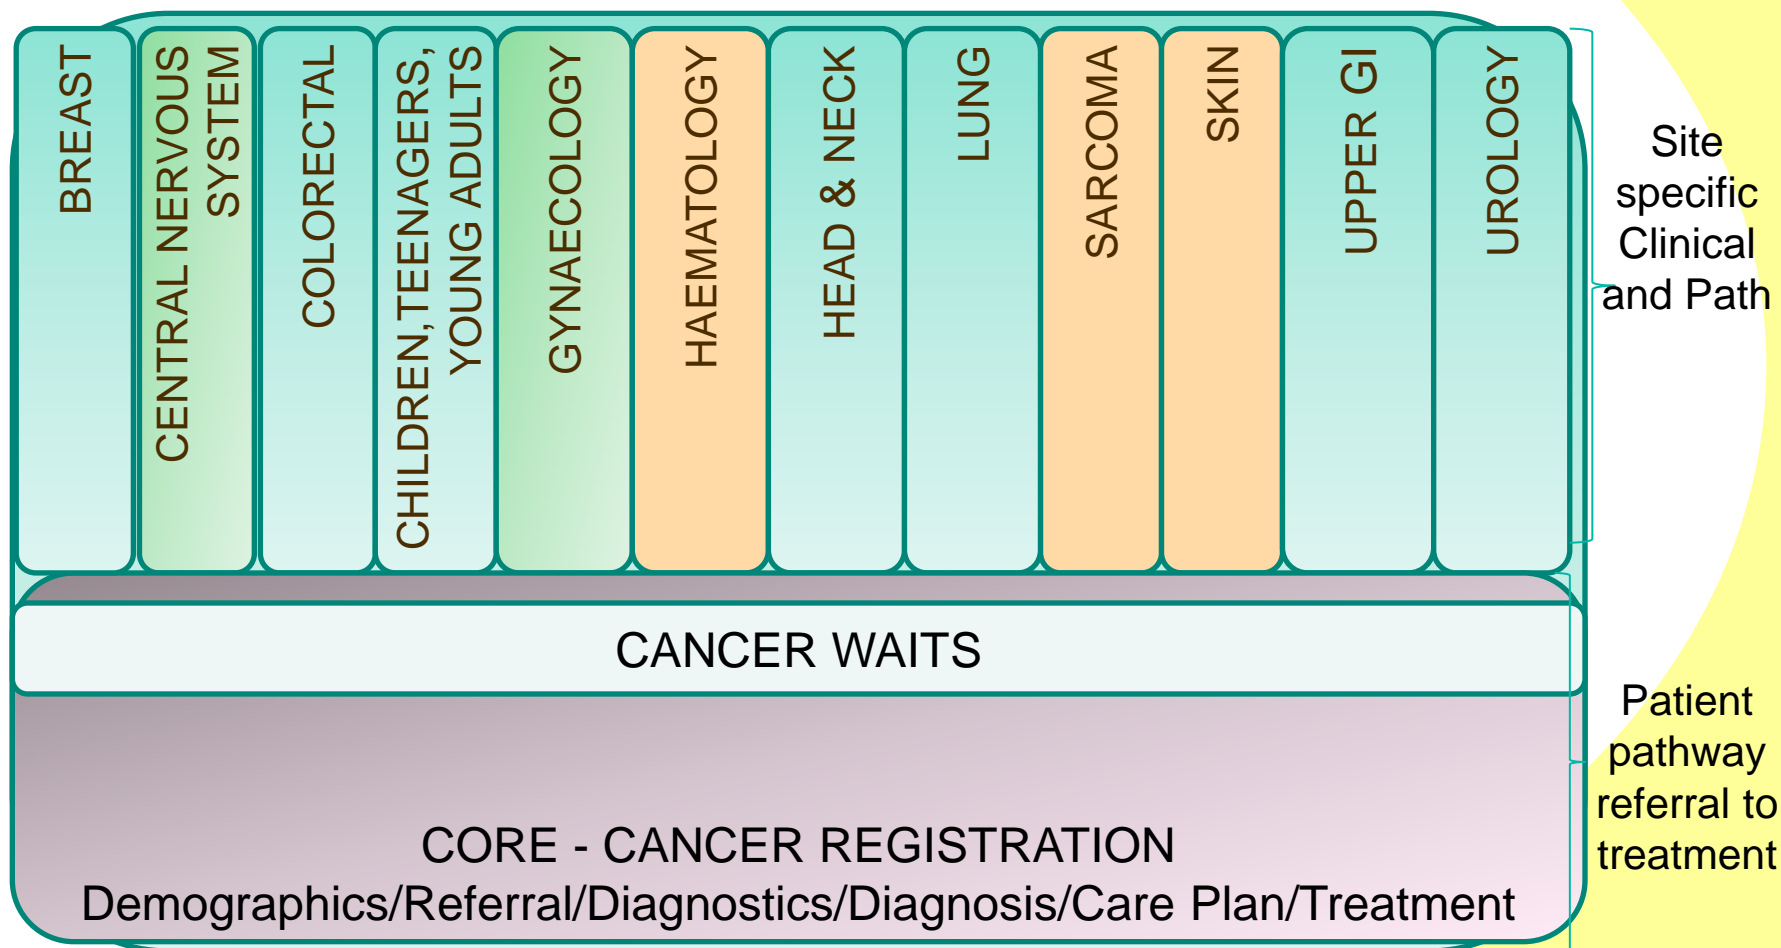 BREAST
CENTRAL NERVOUS
SYSTEM
COLORECTAL
CHILDREN,TEENAGERS,
YOUNG ADULTS
GYNAECOLOGY
HAEMATOLOGY
HEAD & NECK
LUNG
SARCOMA
SKIN
UPPER GI
UROLOGY
Site
specific
Clinical
and Path
CANCER WAITS
CORE - CANCER REGISTRATION
Demographics/Referral/Diagnostics/Diagnosis/Care Plan/Treatment
Patient
pathway
referral to
treatment